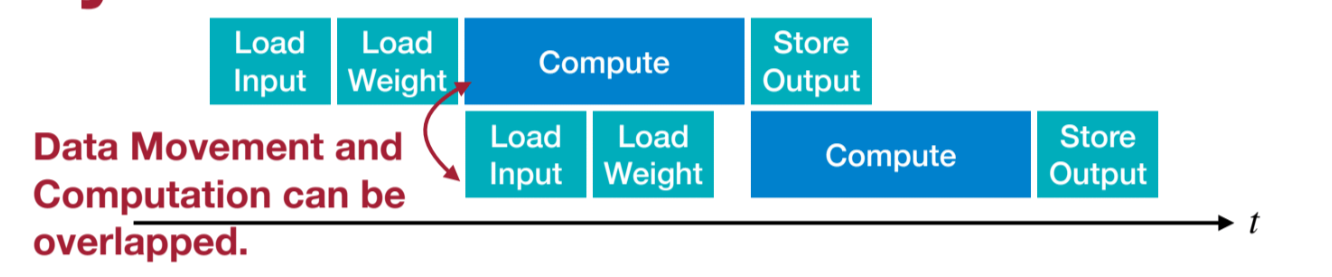 Load
Input
Load
Weight
Compute
Store
Output
Load
Input
Load
Weight
Compute
Store
Output
Data Movement and
Computation can be
overlapped.
t